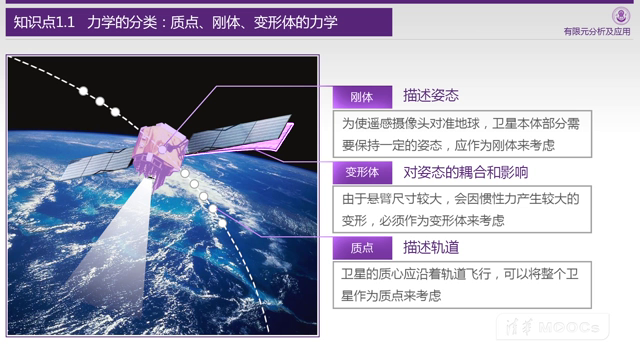 知识点1.1 力学的分类：质点、刚体、变形体的力学
有限元分析及应用
刚体 描述姿态
为使遥感摄像头对准地球，卫星本体部分需
要保持一定的姿态，应作为刚体来考虑
变形体 对姿态的耦合和影响
由于悬臂尺寸较大，会因惯性力产生较大的
变形，必须作为变形体来考虑
质点 描述轨道
卫星的质心应沿着轨道飞行，可以将整个卫
星作为质点来考虑
清华 MOOCs